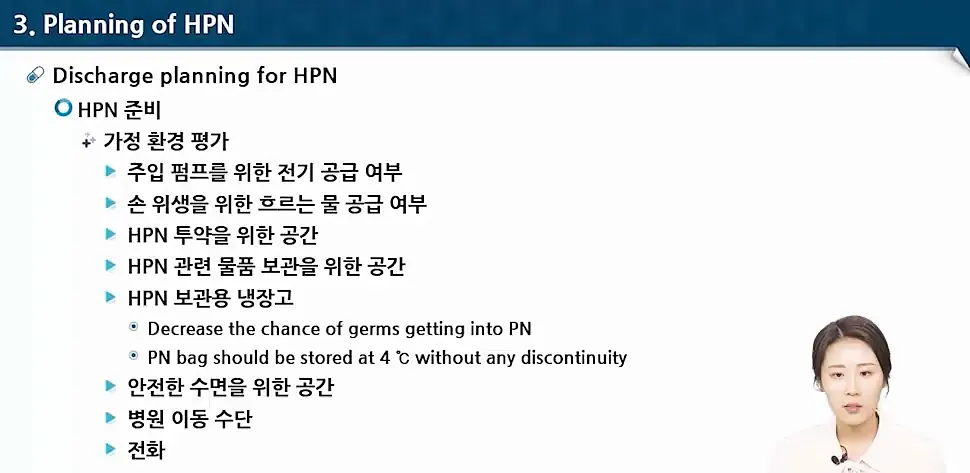 3. Planning of HPN
Discharge planning for HPN
HPN 준비
가정 환경 평가
주입 펌프를 위한 전기 공급 여부
손 위생을 위한 흐르는 물 공급 여부
HPN 투약을 위한 공간
HPN 관련 물품 보관을 위한 공간
HPN 보관용 냉장고
Decrease the chance of germs getting into PN
PN bag should be stored at 4 ℃ without any discontinuity
안전한 수면을 위한 공간
병원 이동 수단
전화